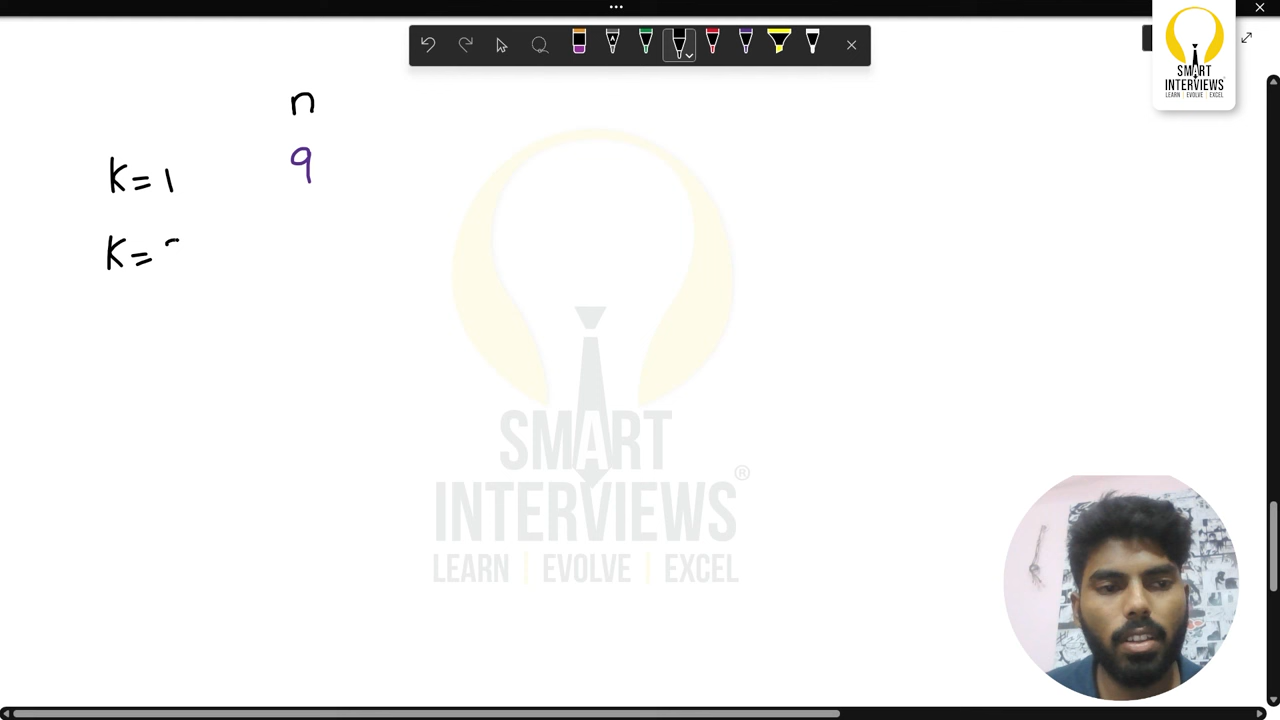 n
9
K= 1
K=
SMART
INTERVIEWS
LEARN | EVOLVE | EXCEL
SMART
INTERVIEWS®
LEARN | EVOLVE | EXCEL